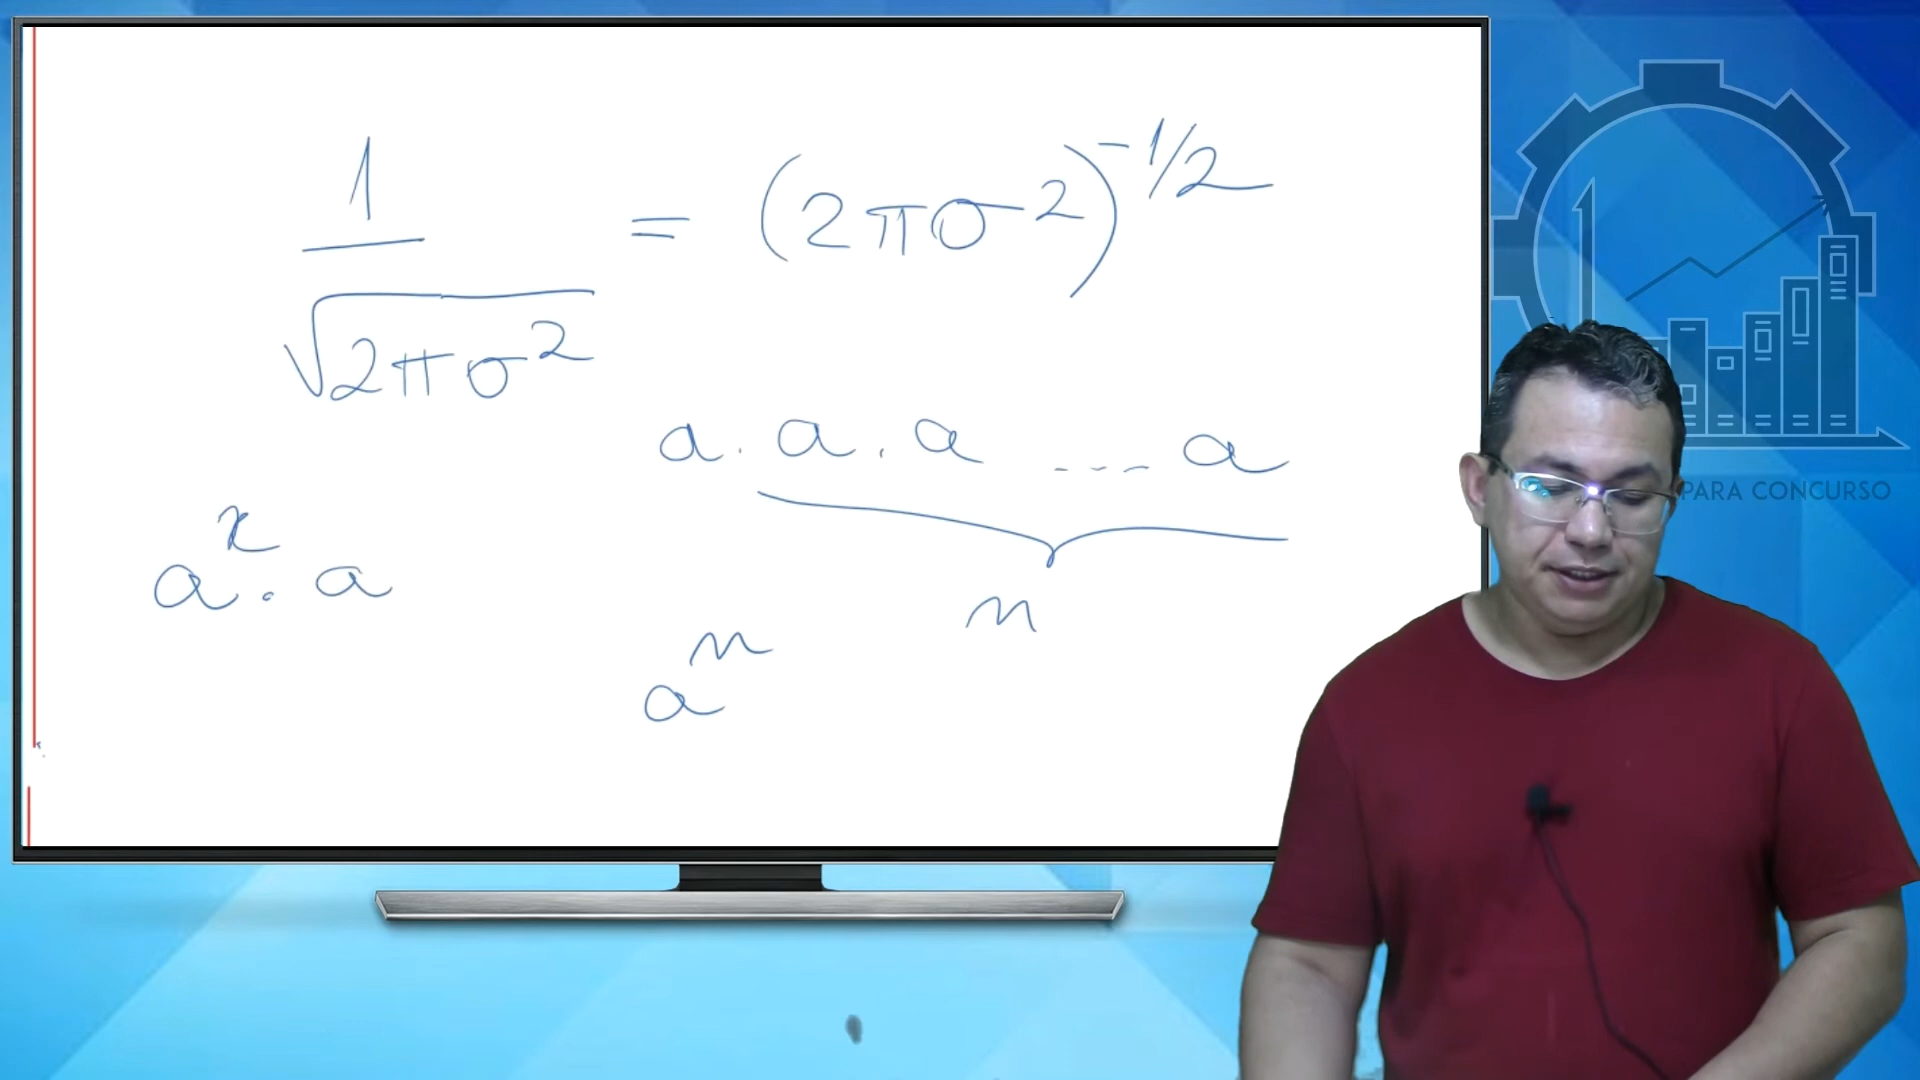 1 / √2πσ² = (2πσ²)^-1/2
a . a . a --- a
n
a^x . a
a^n
PARA CONCURSO